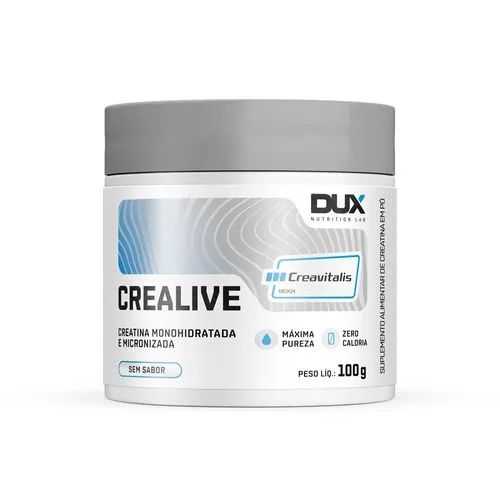 DUX
NUTRITION LAB
Creavitalis
CREALIVE
CREATINA MONOHIDRATADA
E MICRONIZADA
SEM SABOR
MÁXIMA
PUREZA
ZERO
CALORIA
PESO LÍQ.: 100g
SUPLEMENTO ALIMENTAR DE CREATINA EM PÓ